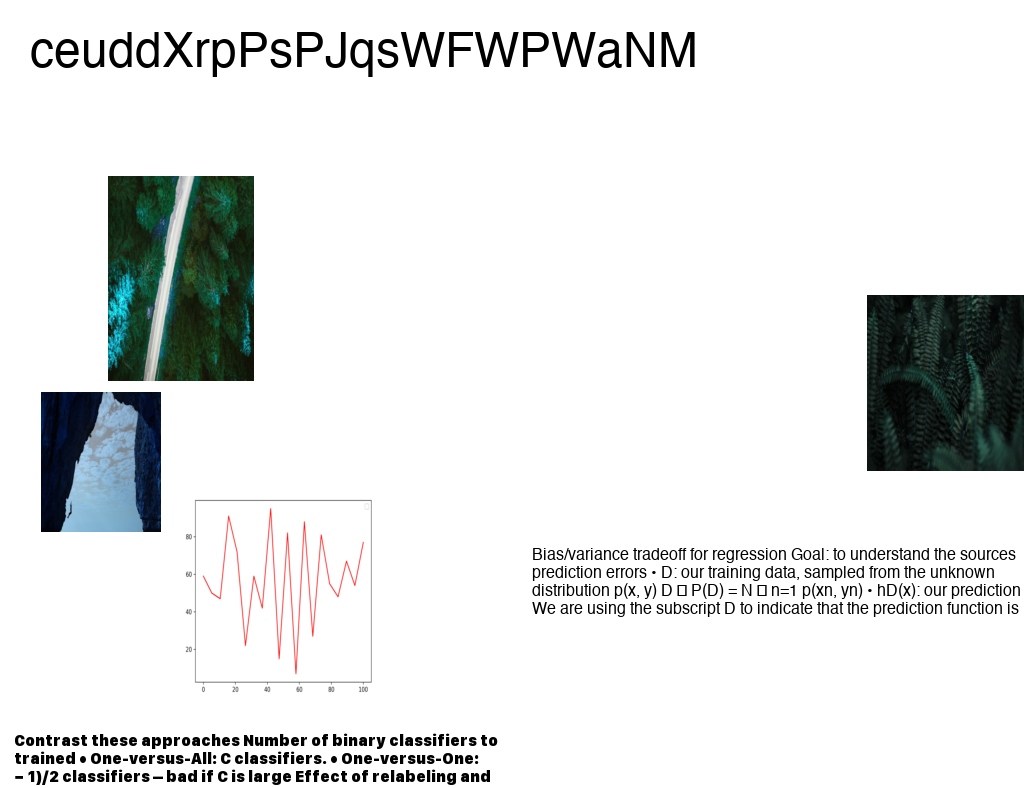 ceuddXrpPsPJqsWFWPWaNM
80
60
40
20
0 20 40 60 80 100
Bias/variance tradeoff for regression Goal: to understand the sources
prediction errors • D: our training data, sampled from the unknown
distribution p(x, y) D □ P(D) = N □ n=1 p(xn, yn) • hD(x): our prediction
We are using the subscript D to indicate that the prediction function is
Contrast these approaches Number of binary classifiers to
trained • One-versus-All: C classifiers. • One-versus-One:
– 1)/2 classifiers – bad if C is large Effect of relabeling and